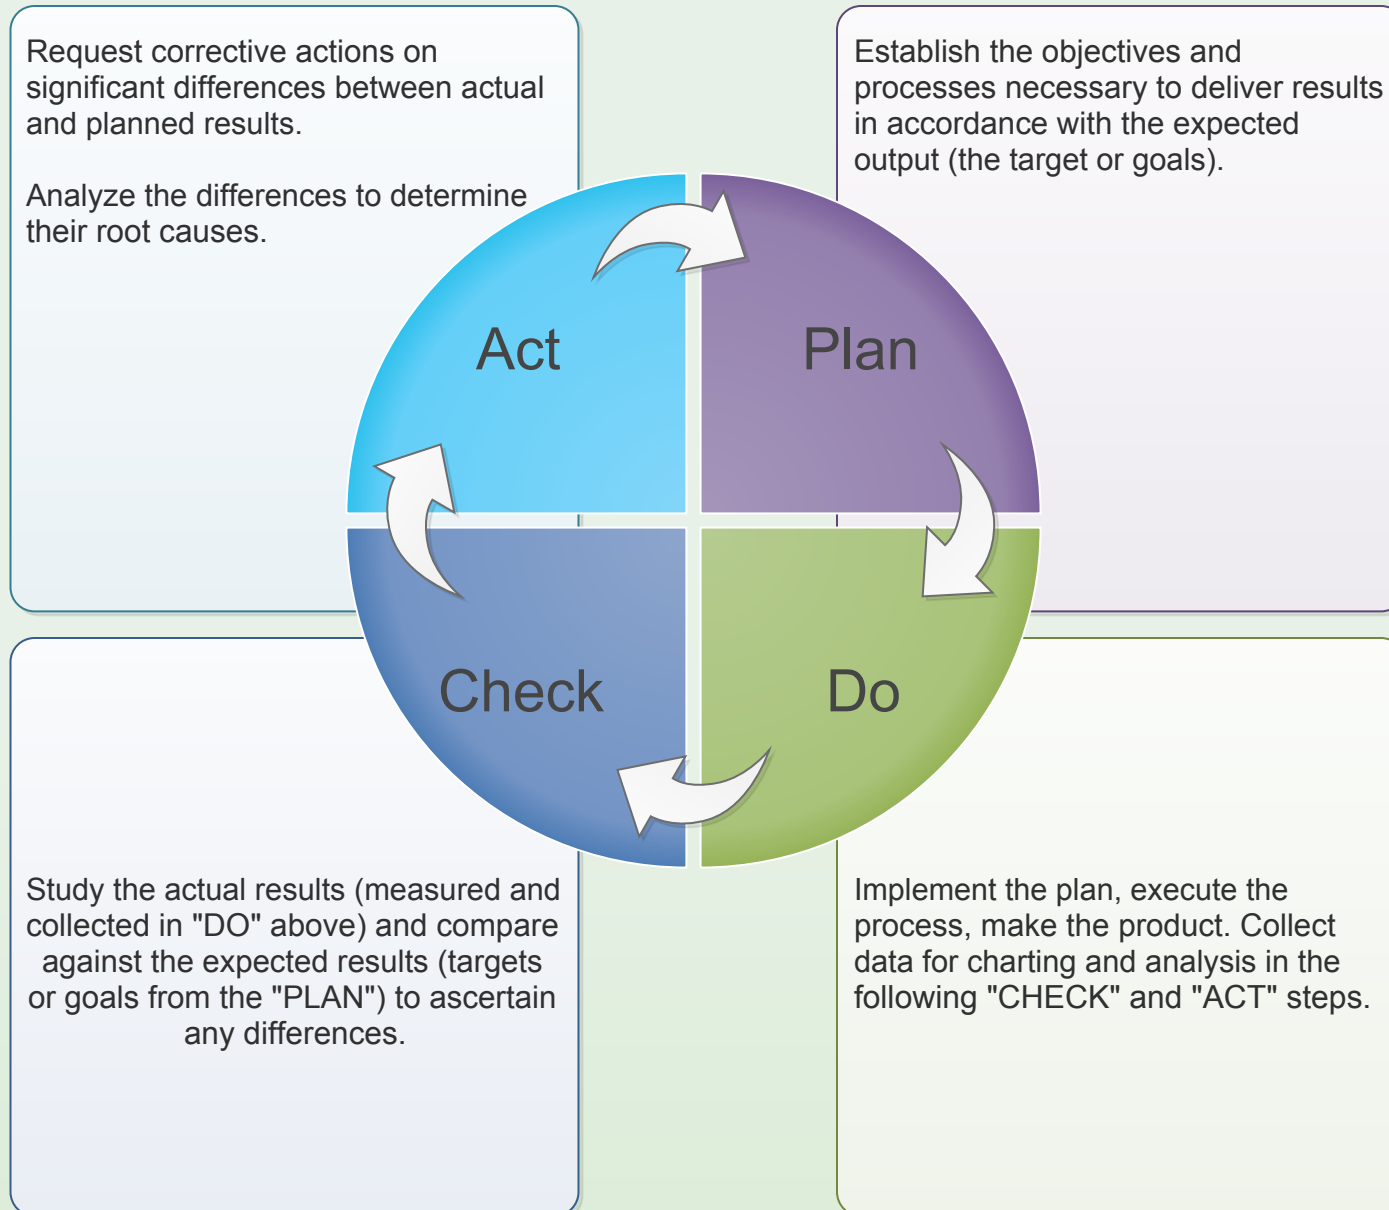 Request corrective actions on
significant differences between actual
and planned results.
Analyze the differences to determine
their root causes.
Establish the objectives and
processes necessary to deliver results
in accordance with the expected
output (the target or goals).
Act
Plan
Check
Do
Study the actual results (measured and
collected in "DO" above) and compare
against the expected results (targets
or goals from the "PLAN") to ascertain
any differences.
Implement the plan, execute the
process, make the product. Collect
data for charting and analysis in the
following "CHECK" and "ACT" steps.